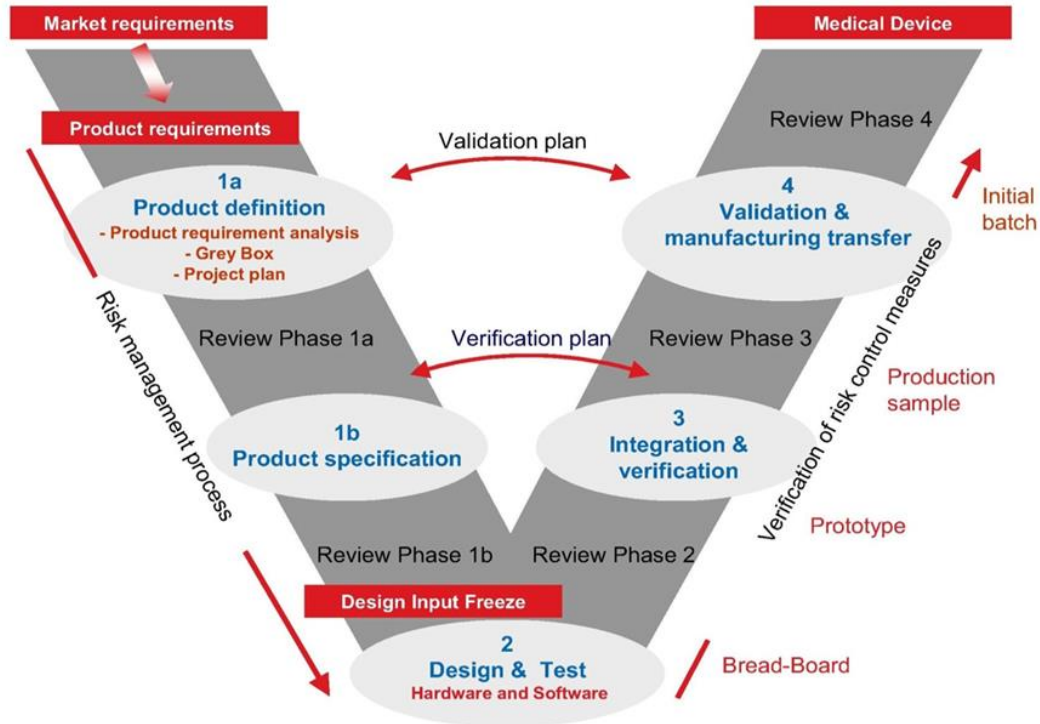 Market requirements
Medical Device
Product requirements
Review Phase 4
Validation plan
1a
Product definition
- Product requirement analysis
- Grey Box
- Project plan
4
Validation &
manufacturing transfer
Initial
batch
Risk management process
Review Phase 1a
Verification plan
Review Phase 3
Verification of risk control measures
Production
sample
1b
Product specification
3
Integration &
verification
Prototype
Review Phase 1b
Review Phase 2
Design Input Freeze
2
Design & Test
Hardware and Software
Bread-Board